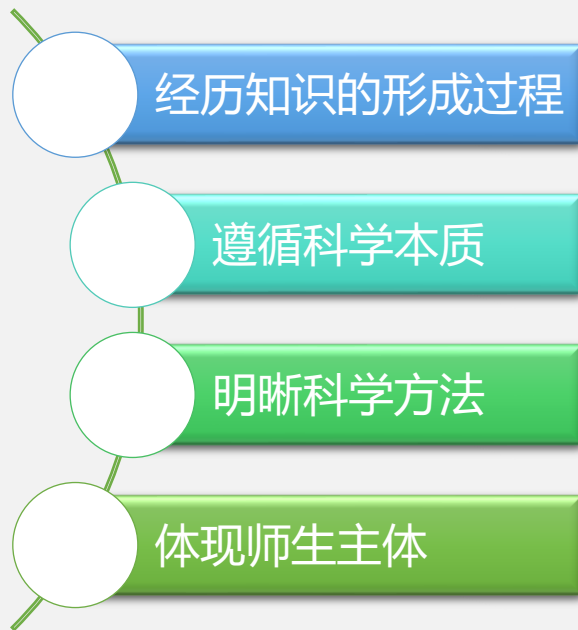 经历知识的形成过程
遵循科学本质
明晰科学方法
体现师生主体